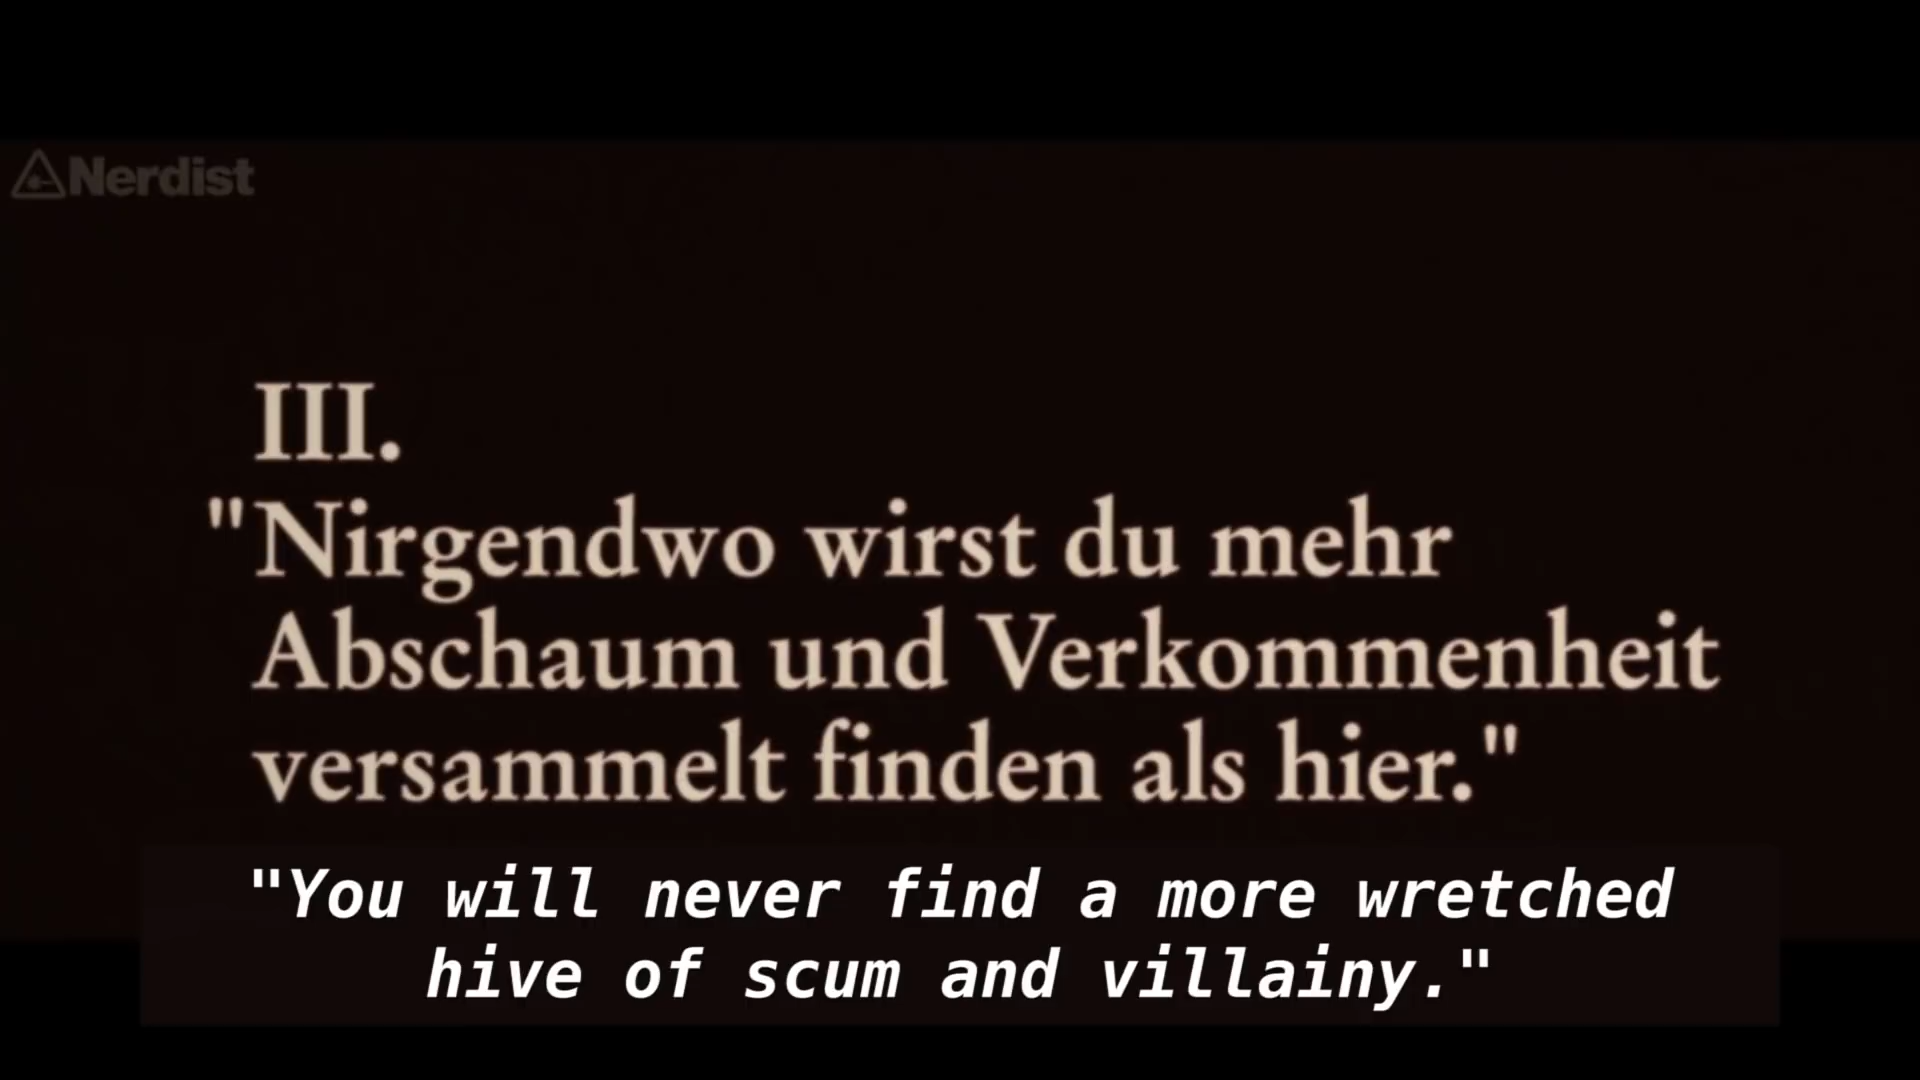 Nerdist
III.
"Nirgendwo wirst du mehr
Abschaum und Verkommenheit
versammelt finden als hier."
"You will never find a more wretched
hive of scum and villainy."